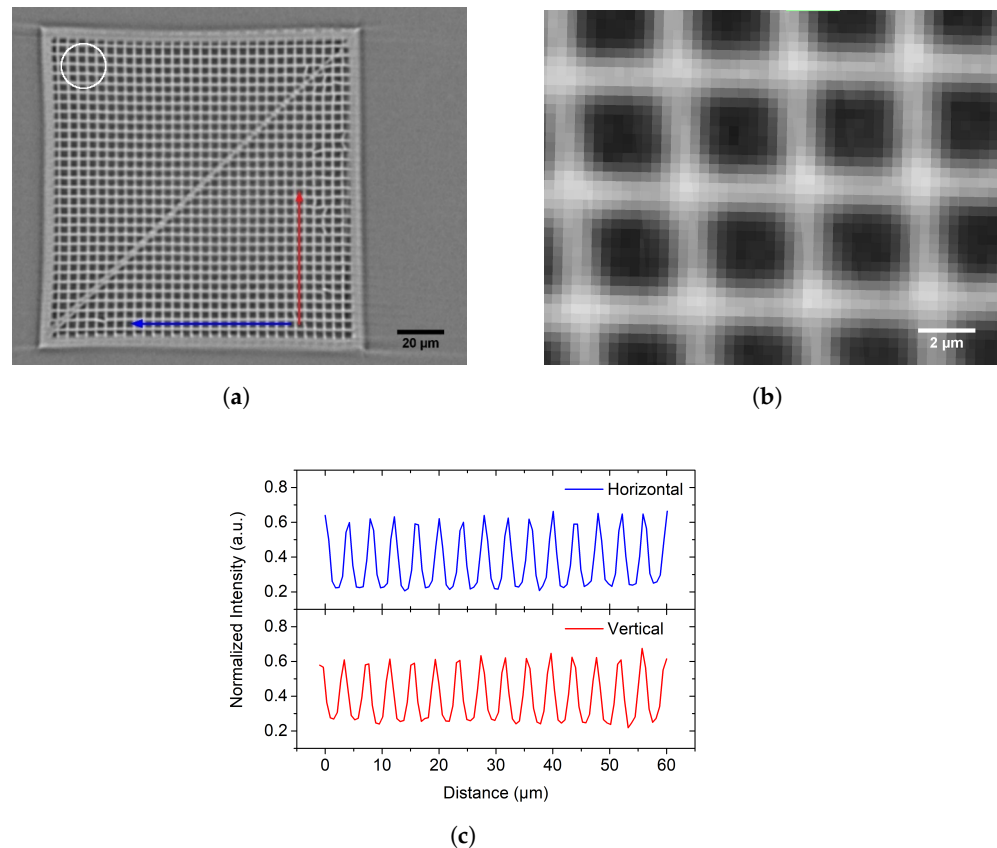 20 μm
2 μm
(a)
(b)
Horizontal
Vertical
Normalized Intensity (a.u.)
0.8
0.6
0.4
0.2
0.8
0.6
0.4
0.2
0 10 20 30 40 50 60
Distance (μm)
(c)